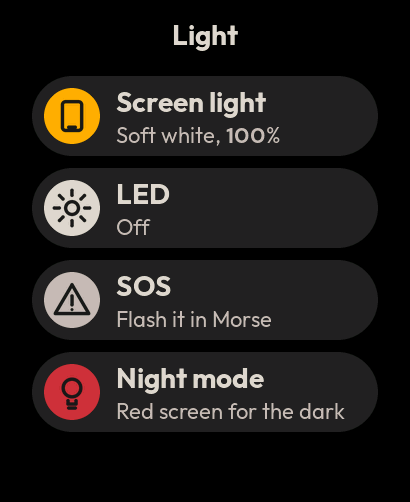 Light
Screen light
Soft white, 100%
LED
Off
SOS
Flash it in Morse
Night mode
Red screen for the dark